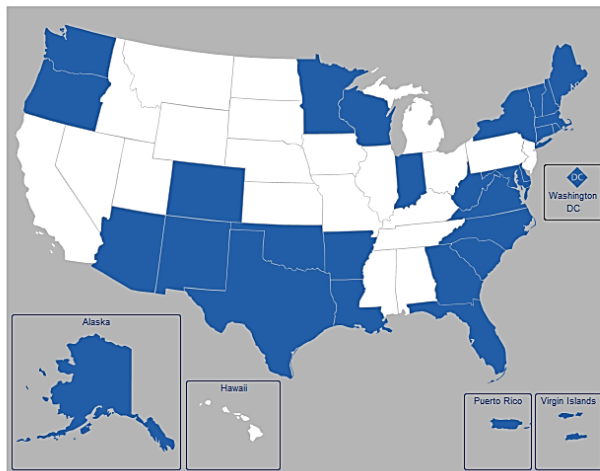 DC
Washington
DC
Alaska
Hawaii
Puerto Rico
Virgin Islands